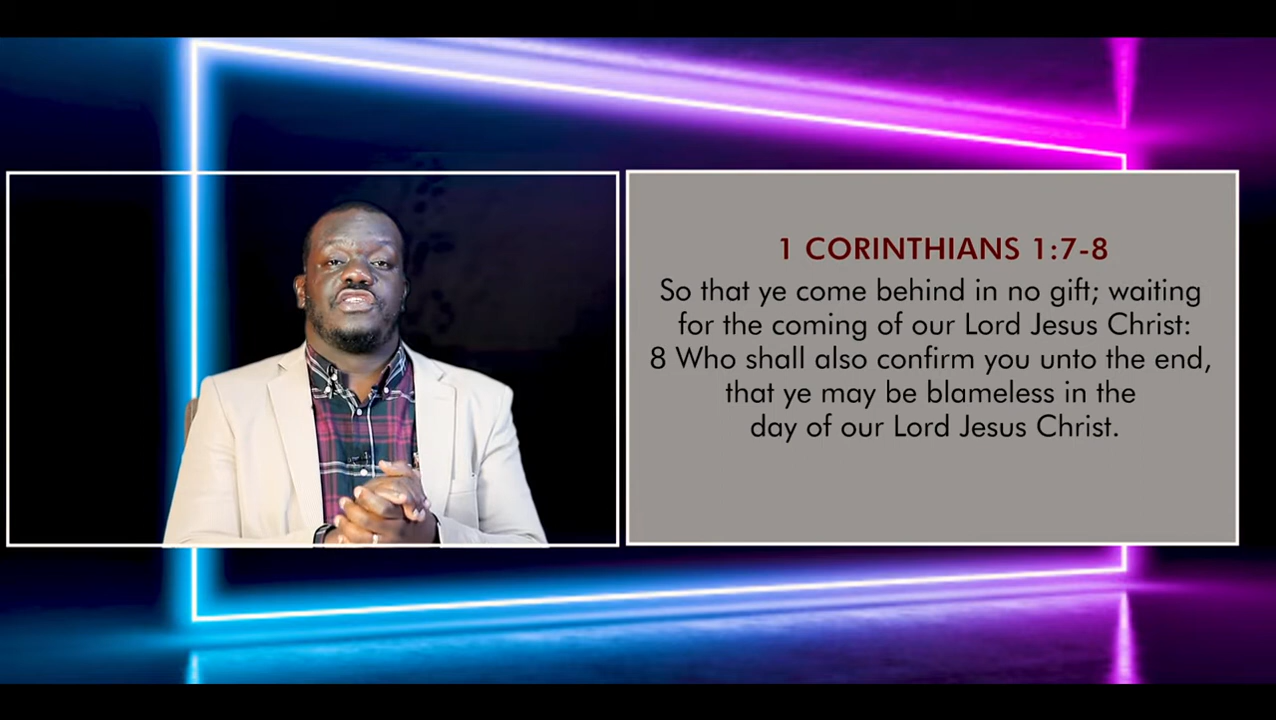 1 CORINTHIANS 1:7-8
So that ye come behind in no gift; waiting
for the coming of our Lord Jesus Christ:
8 Who shall also confirm you unto the end,
that ye may be blameless in the
day of our Lord Jesus Christ.